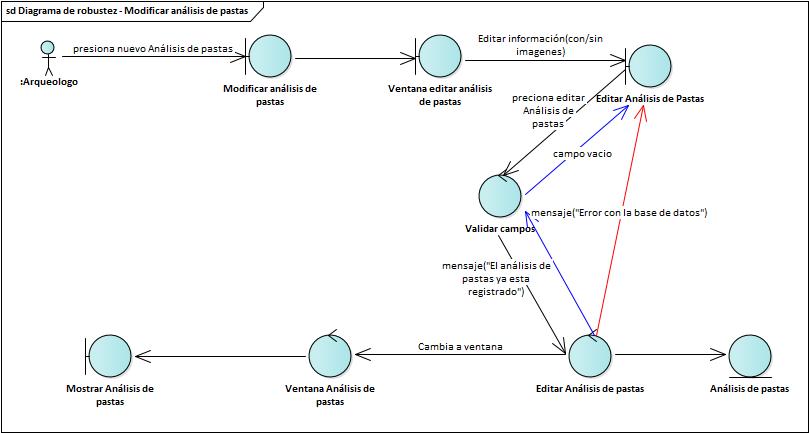 sd Diagrama de robustez - Modificar análisis de pastas
presiona nuevo Análisis de pastas
:Arqueologo
Modificar análisis de
pastas
Ventana editar análisis
de pastas
Editar información(con/sin
imagenes)
Editar Análisis de Pastas
preciona editar
Análisis de
pastas
campo vacio
Validar campos
mensaje("Error con la base de datos")
mensaje("El análisis de
pastas ya esta
registrado")
Cambia a ventana
Mostrar Análisis de
pastas
Ventana Análisis de
pastas
Editar Análisis de pastas
Análisis de pastas